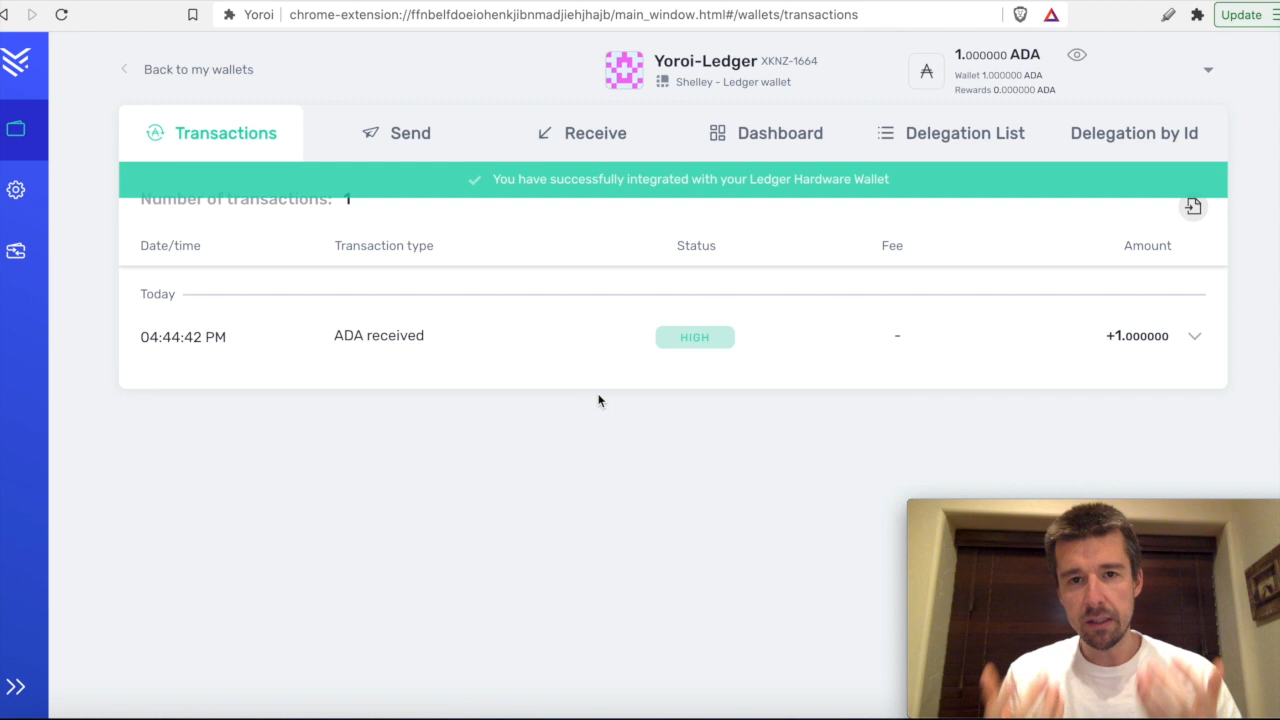 Yoroi chrome-extension://ffnbelfdoeiohenkjibnmadjiehjhajb/main_window.html#/wallets/transactions Update
Back to my wallets
Yoroi-Ledger XKNZ-1664
Shelley - Ledger wallet
1.000000 ADA
Wallet 1.000000 ADA
Rewards 0.000000 ADA
Transactions Send Receive Dashboard Delegation List Delegation by Id
You have successfully integrated with your Ledger Hardware Wallet
Number of transactions: 1
Date/time Transaction type Status Fee Amount
Today
04:44:42 PM ADA received HIGH - +1.000000